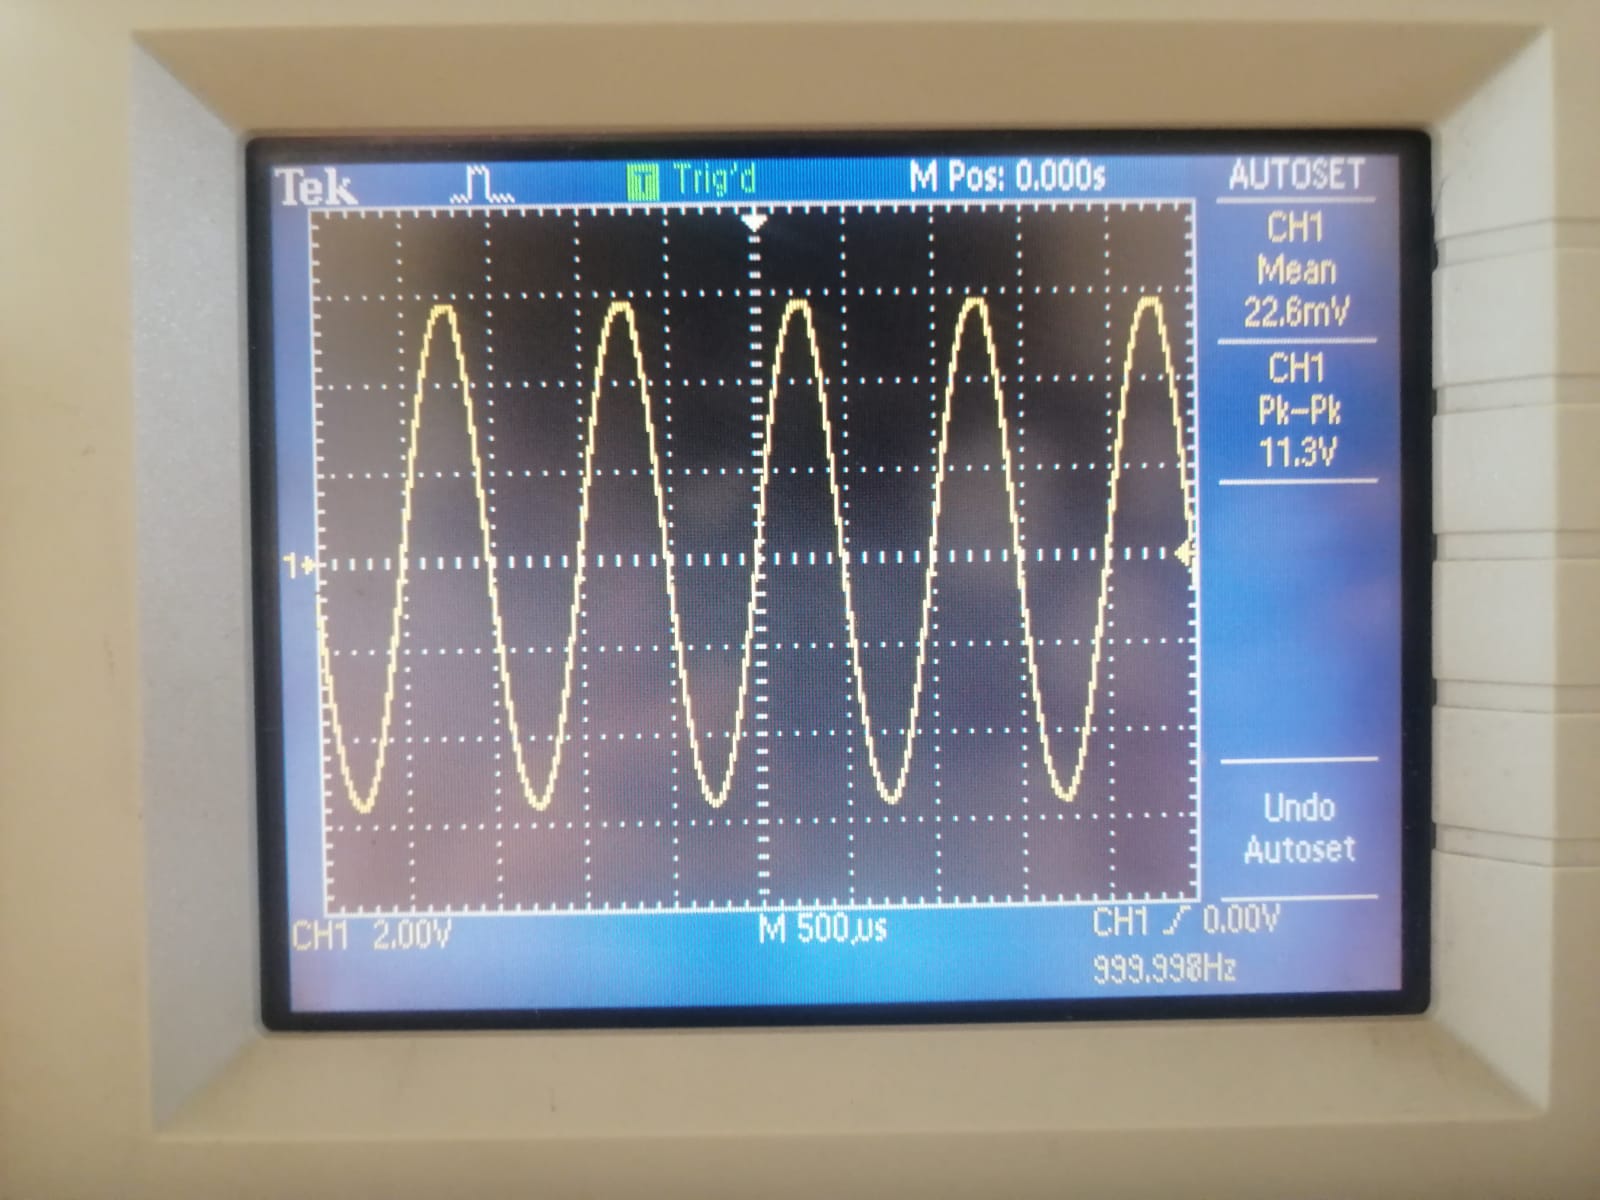 Tek
T Trig'd
M Pos: 0.000s
AUTOSET
CH1
Mean
22.6mV
CH1
Pk-Pk
11.3V
1
Undo
Autoset
CH1 2.00V
M 500µs
CH1 0.00V
999.998Hz